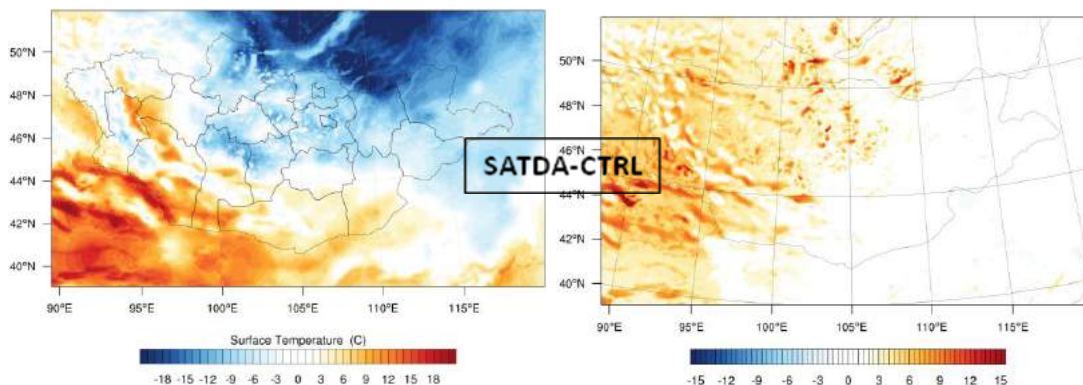 50°N
48°N
46°N
44°N
42°N
40°N
90°E 95°E 100°E 105°E 110°E 115°E
Surface Temperature (C)
-18 -15 -12 -9 -6 -3 0 3 6 9 12 15 18
SATDA-CTRL
50°N
48°N
46°N
44°N
42°N
40°N
90°E 95°E 100°E 105°E 110°E 115°E
-15 -12 -9 -6 -3 0 3 6 9 12 15